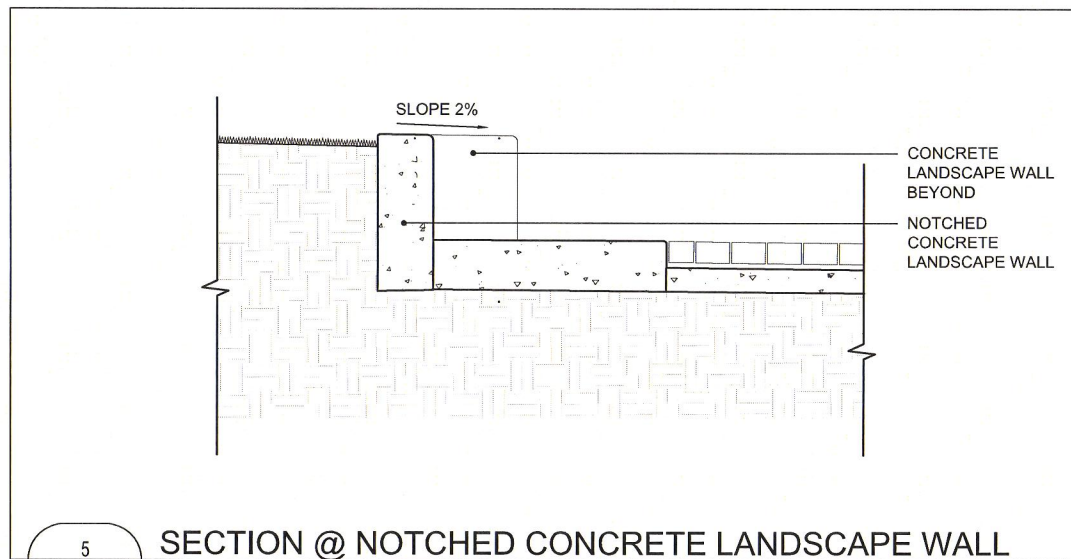 SLOPE 2%
CONCRETE
LANDSCAPE WALL
BEYOND
NOTCHED
CONCRETE
LANDSCAPE WALL
5
SECTION @ NOTCHED CONCRETE LANDSCAPE WALL